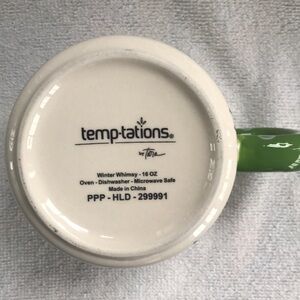 temp-tations®
by Tara
Winter Whimsy - 16 OZ
Oven - Dishwasher - Microwave Safe
Made in China
PPP - HLD - 299991